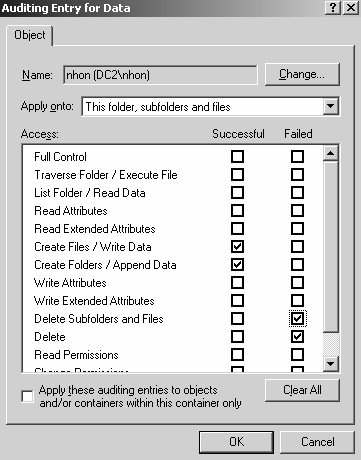 Auditing Entry for Data
Object
Name: nhon (DC2\nhon) Change...
Apply onto: This folder, subfolders and files
Access: Successful Failed
Full Control
Traverse Folder / Execute File
List Folder / Read Data
Read Attributes
Read Extended Attributes
Create Files / Write Data
Create Folders / Append Data
Write Attributes
Write Extended Attributes
Delete Subfolders and Files
Delete
Read Permissions
Change Permissions
Apply these auditing entries to objects
and/or containers within this container only
Clear All
OK Cancel